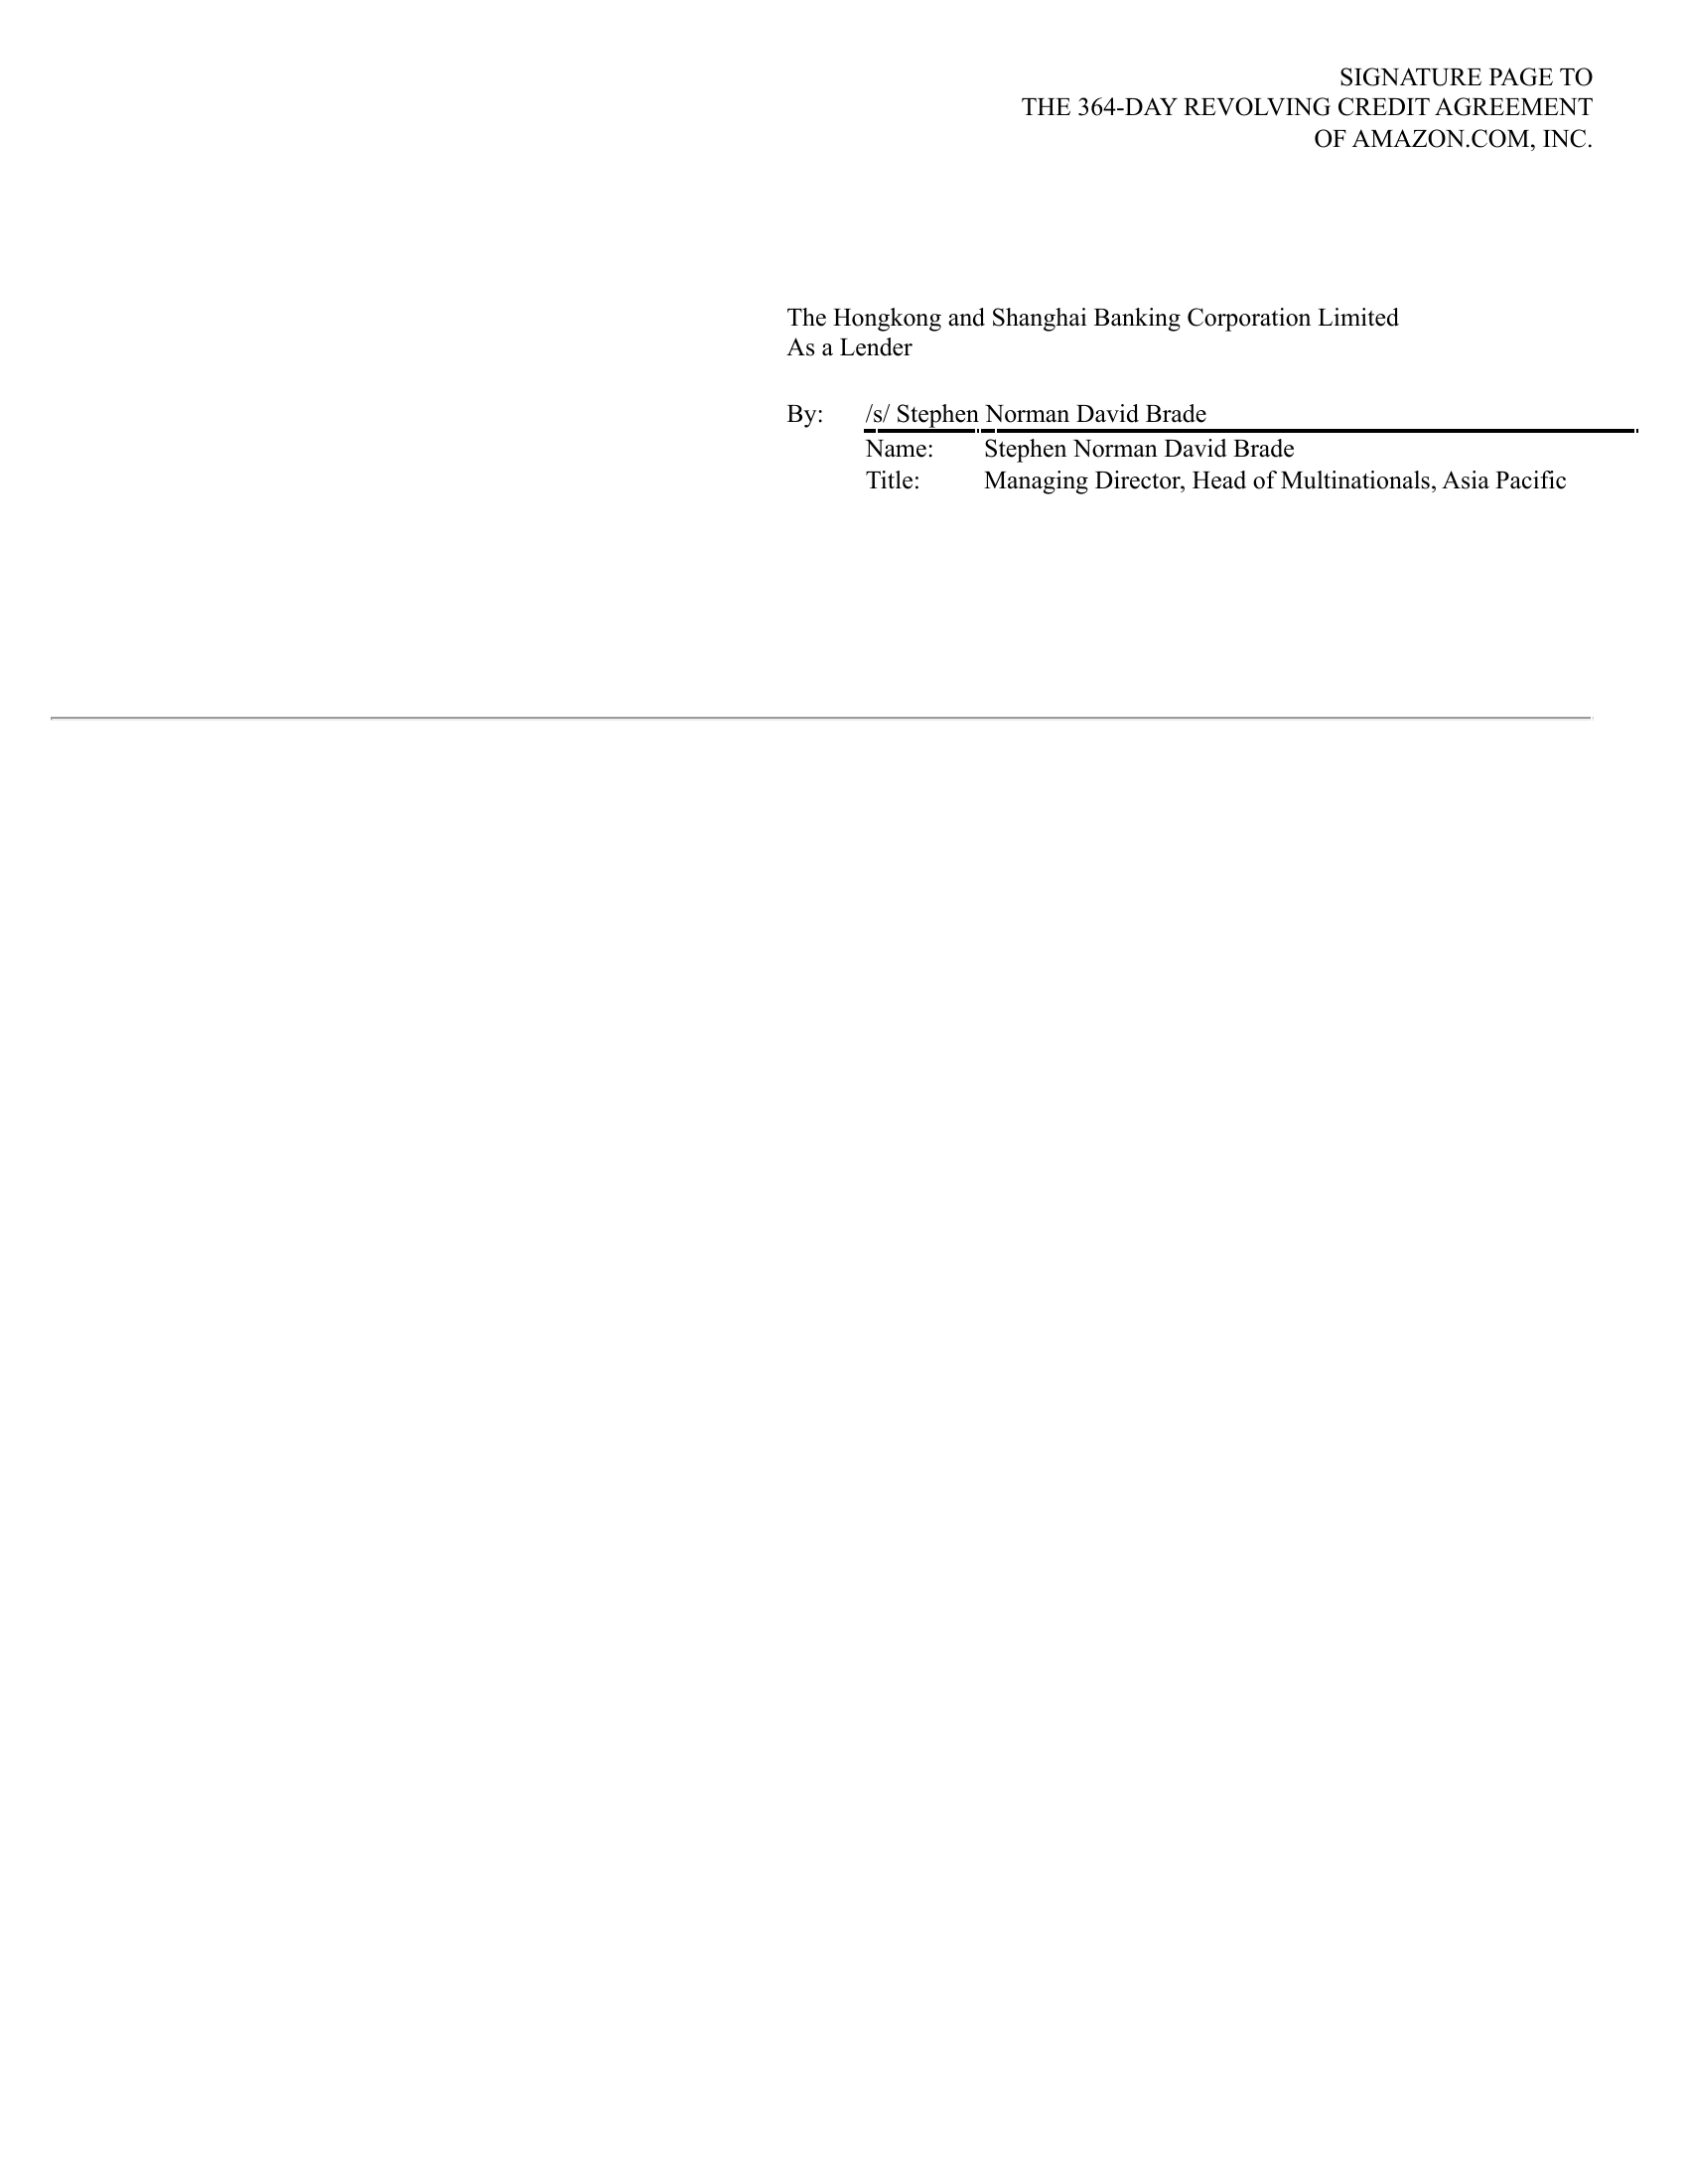 SIGNATURE PAGE TO
THE 364-DAY REVOLVING CREDIT AGREEMENT
OF AMAZON.COM, INC.
The Hongkong and Shanghai Banking Corporation Limited
As a Lender
By: /s/ Stephen Norman David Brade
Name: Stephen Norman David Brade
Title: Managing Director, Head of Multinationals, Asia Pacific